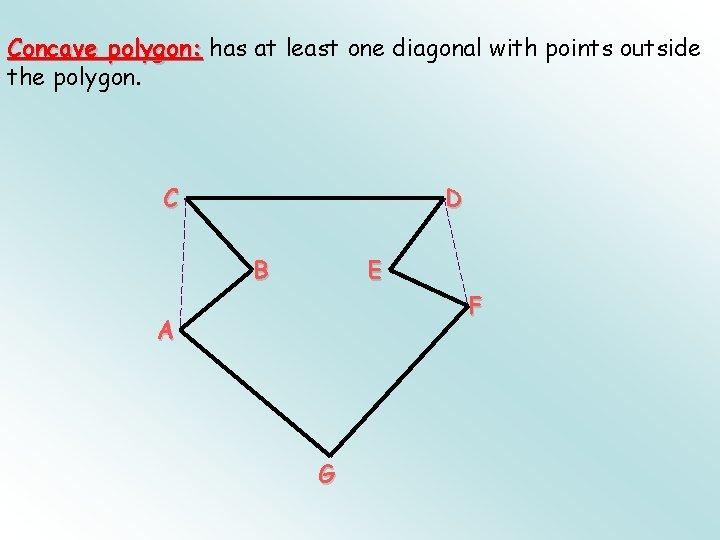 Concave polygon: has at least one diagonal with points outside
the polygon.
C D
B E
F
A
G